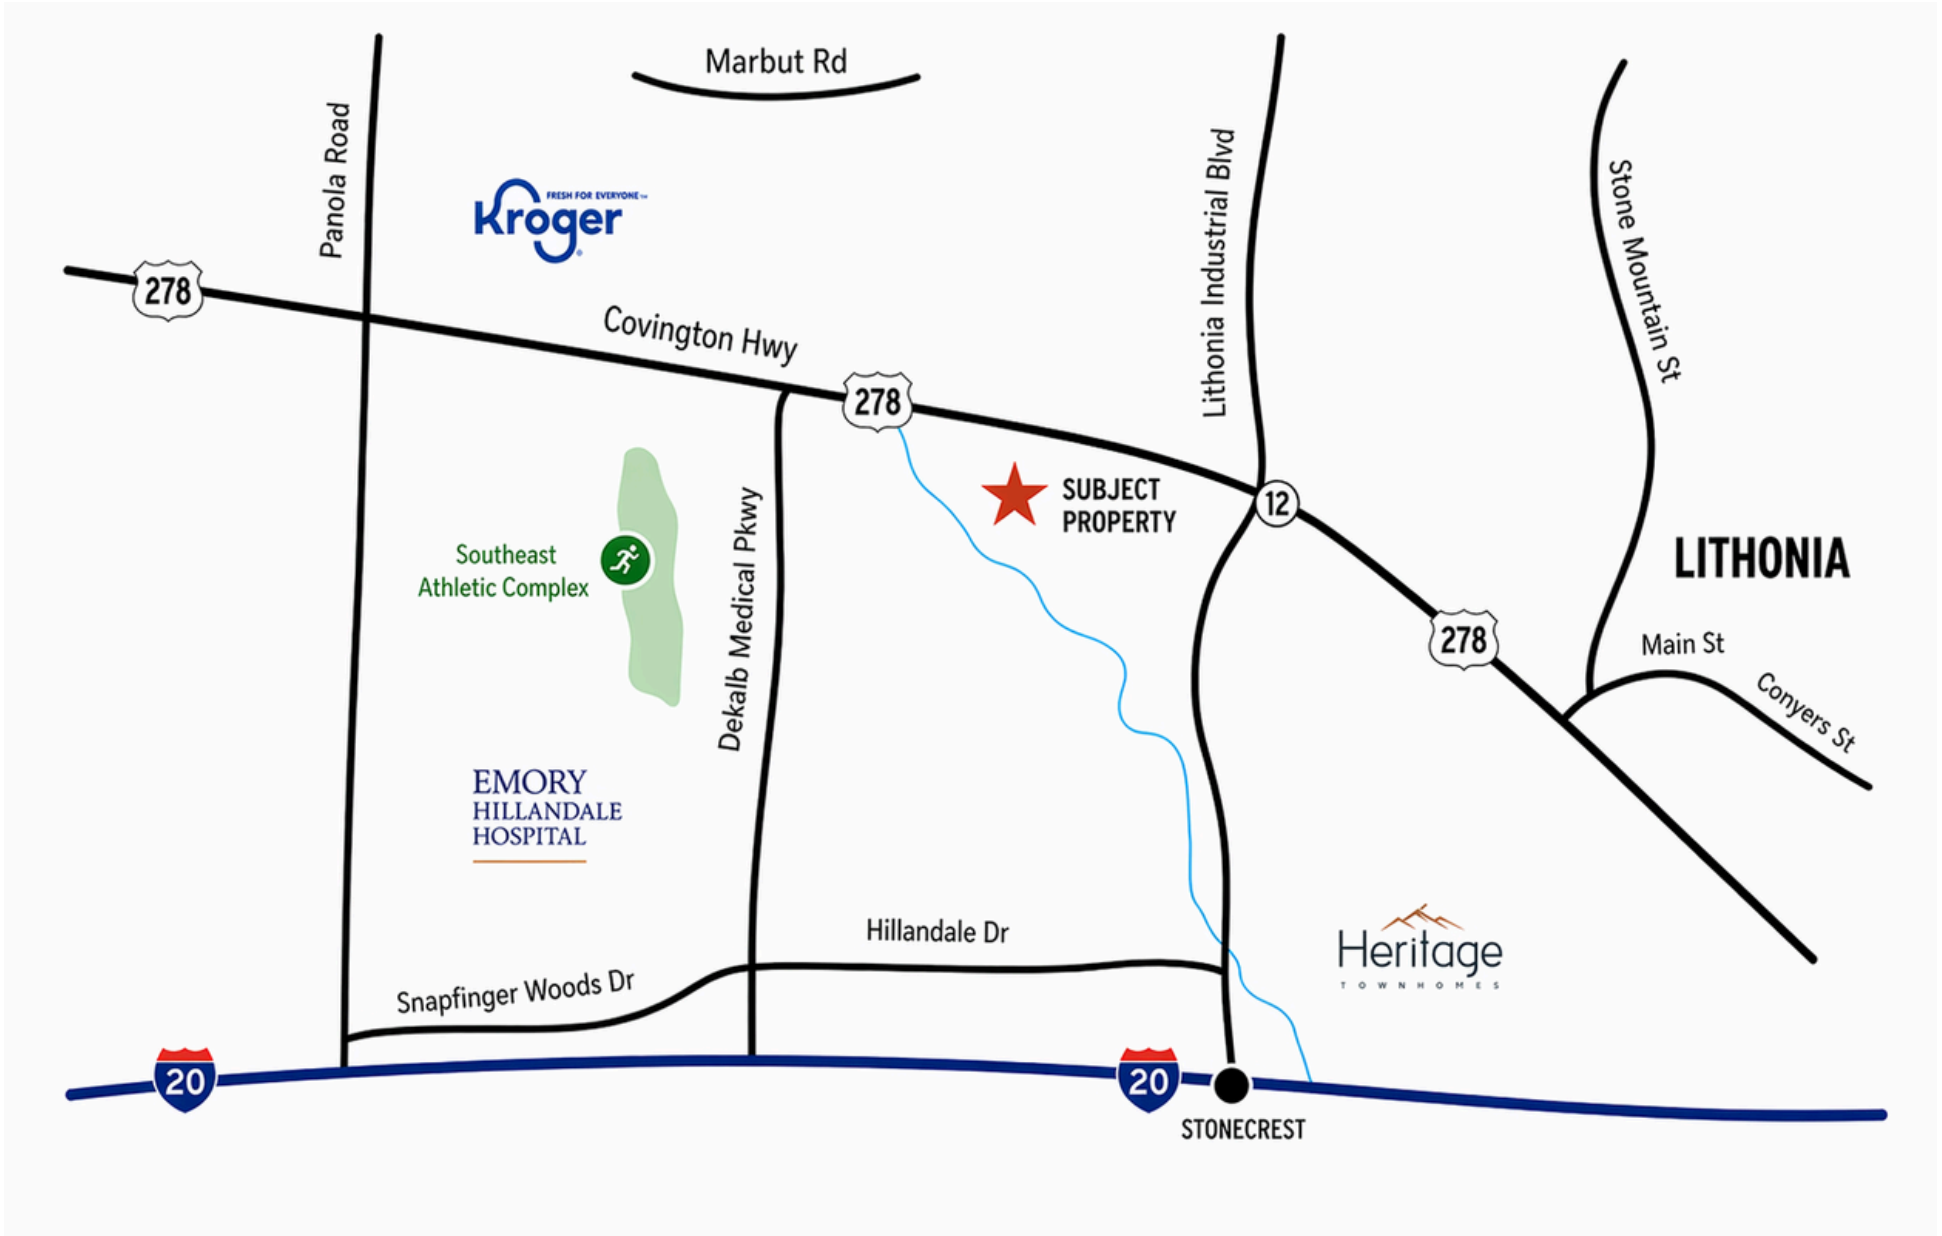 Marbut Rd
Panola Road
FRESH FOR EVERYONE™
Kroger®
Lithonia Industrial Blvd
Stone Mountain St
278
Covington Hwy
278
SUBJECT
PROPERTY
12
Southeast
Athletic Complex
Dekalb Medical Pkwy
LITHONIA
278
Main St
Conyers St
EMORY
HILLANDALE
HOSPITAL
Hillandale Dr
Heritage
TOWNHOMES
Snapfinger Woods Dr
20
20
STONECREST